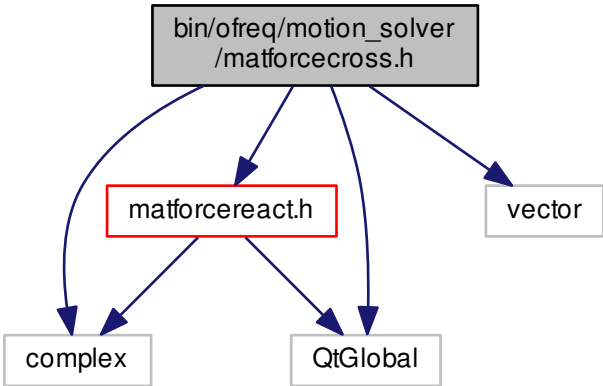 bin/ofreq/motion_solver
/matforcecross.h
matforcereact.h
vector
complex
QtGlobal